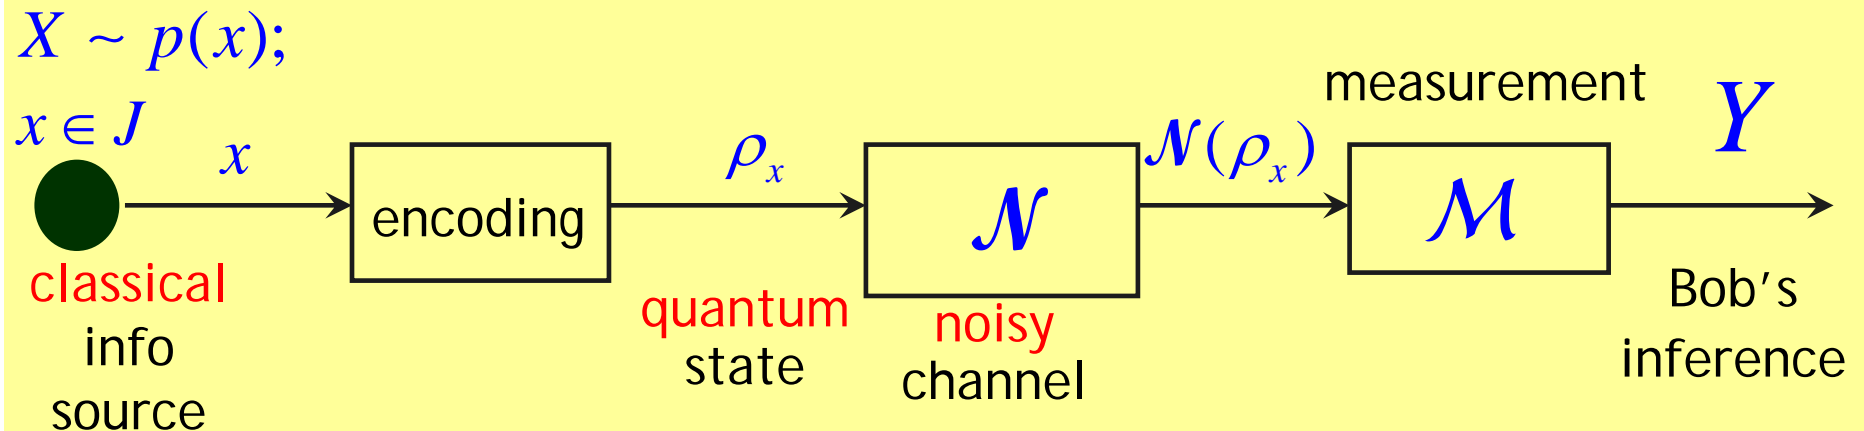 X ~ p(x);
x ∈ J
x
encoding
ρₓ
𝒩
𝒩(ρₓ)
measurement
ℳ
Y
classical
info
source
quantum
state
noisy
channel
Bob's
inference